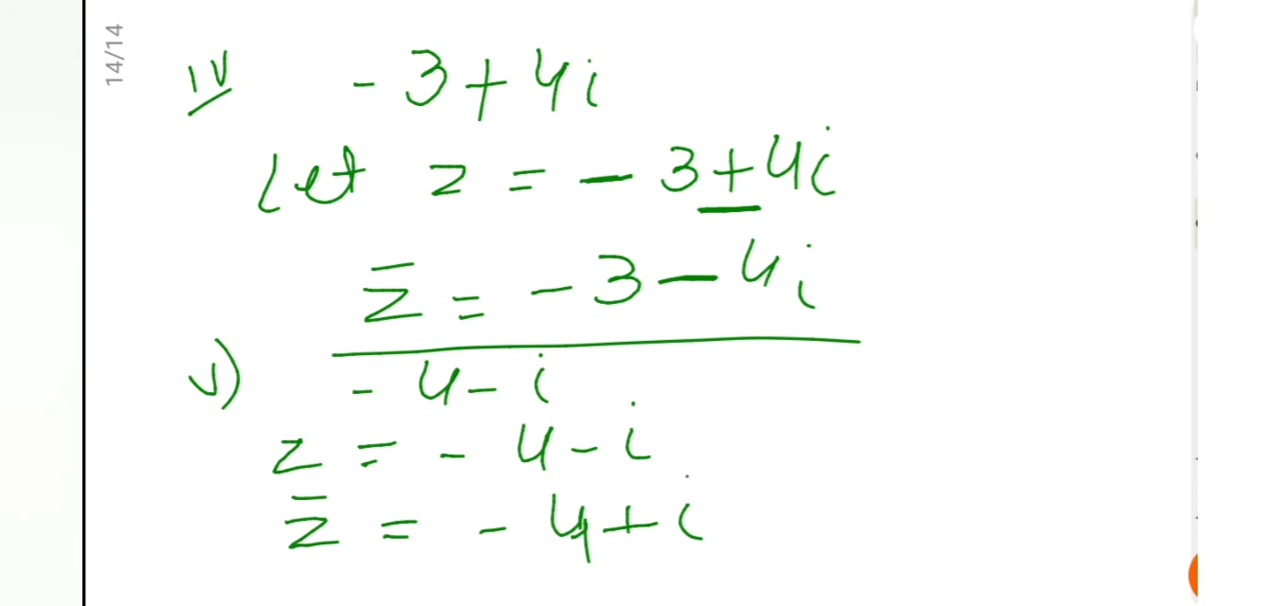 14/14
iv -3+4i
Let z = -3+4i
z̅ = -3-4i
v) -4-i
z = -4-i
z̅ = -4+i